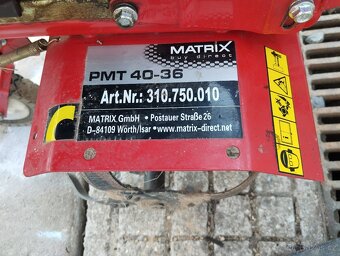 MATRIX
buy direct
PMT 40-36
Art.Nr.: 310.750.010
MATRIX GmbH • Postauer Straße 26
D-84109 Wörth/Isar • www.matrix-direct.net